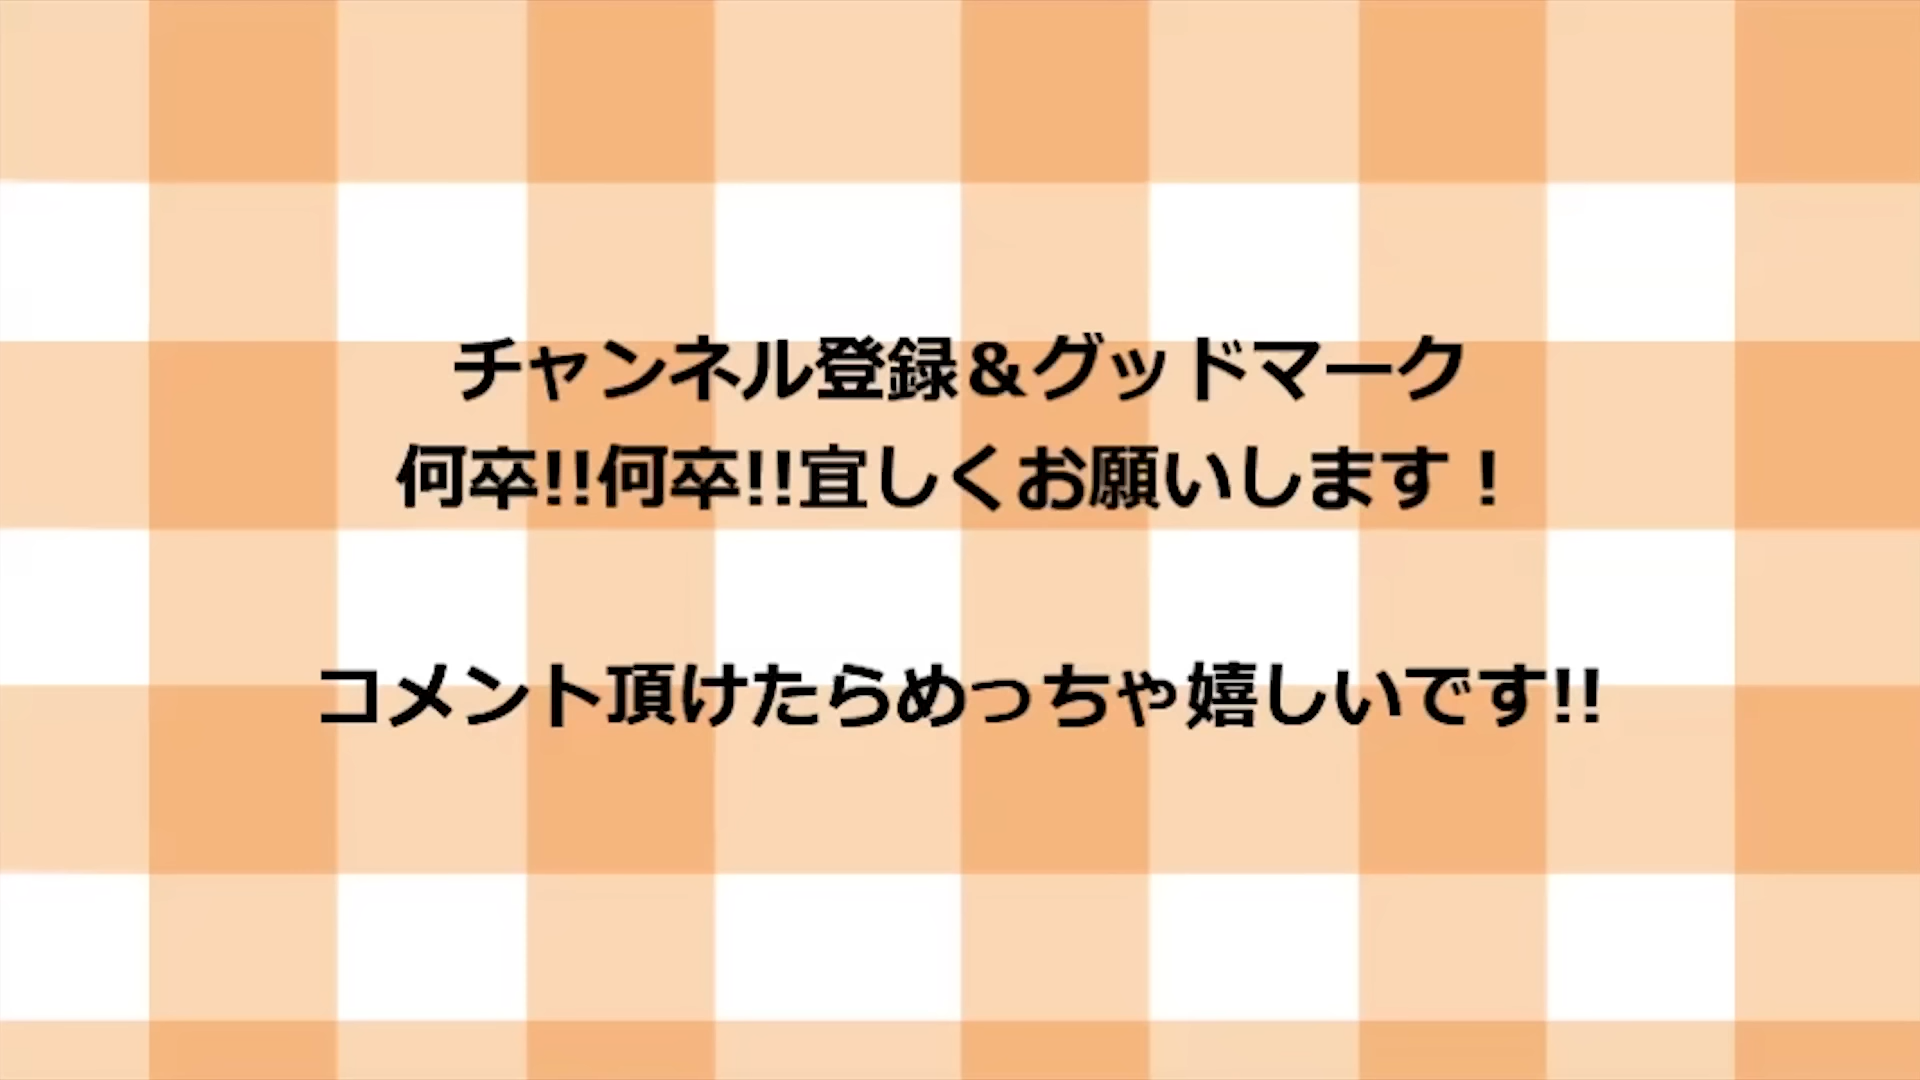 チャンネル登録＆グッドマーク
何卒!!何卒!!宜しくお願いします！
コメント頂けたらめっちゃ嬉しいです!!